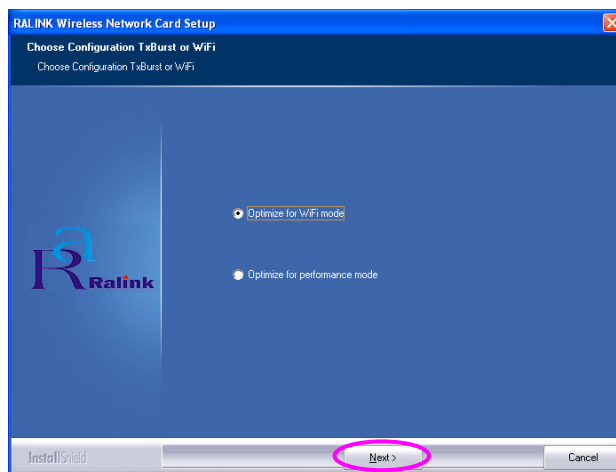 RALINK Wireless Network Card Setup
Choose Configuration TxBurst or WiFi
Choose Configuration TxBurst or WiFi
Optimize for WiFi mode
Optimize for performance mode
Ralink
InstallShield
Next >
Cancel